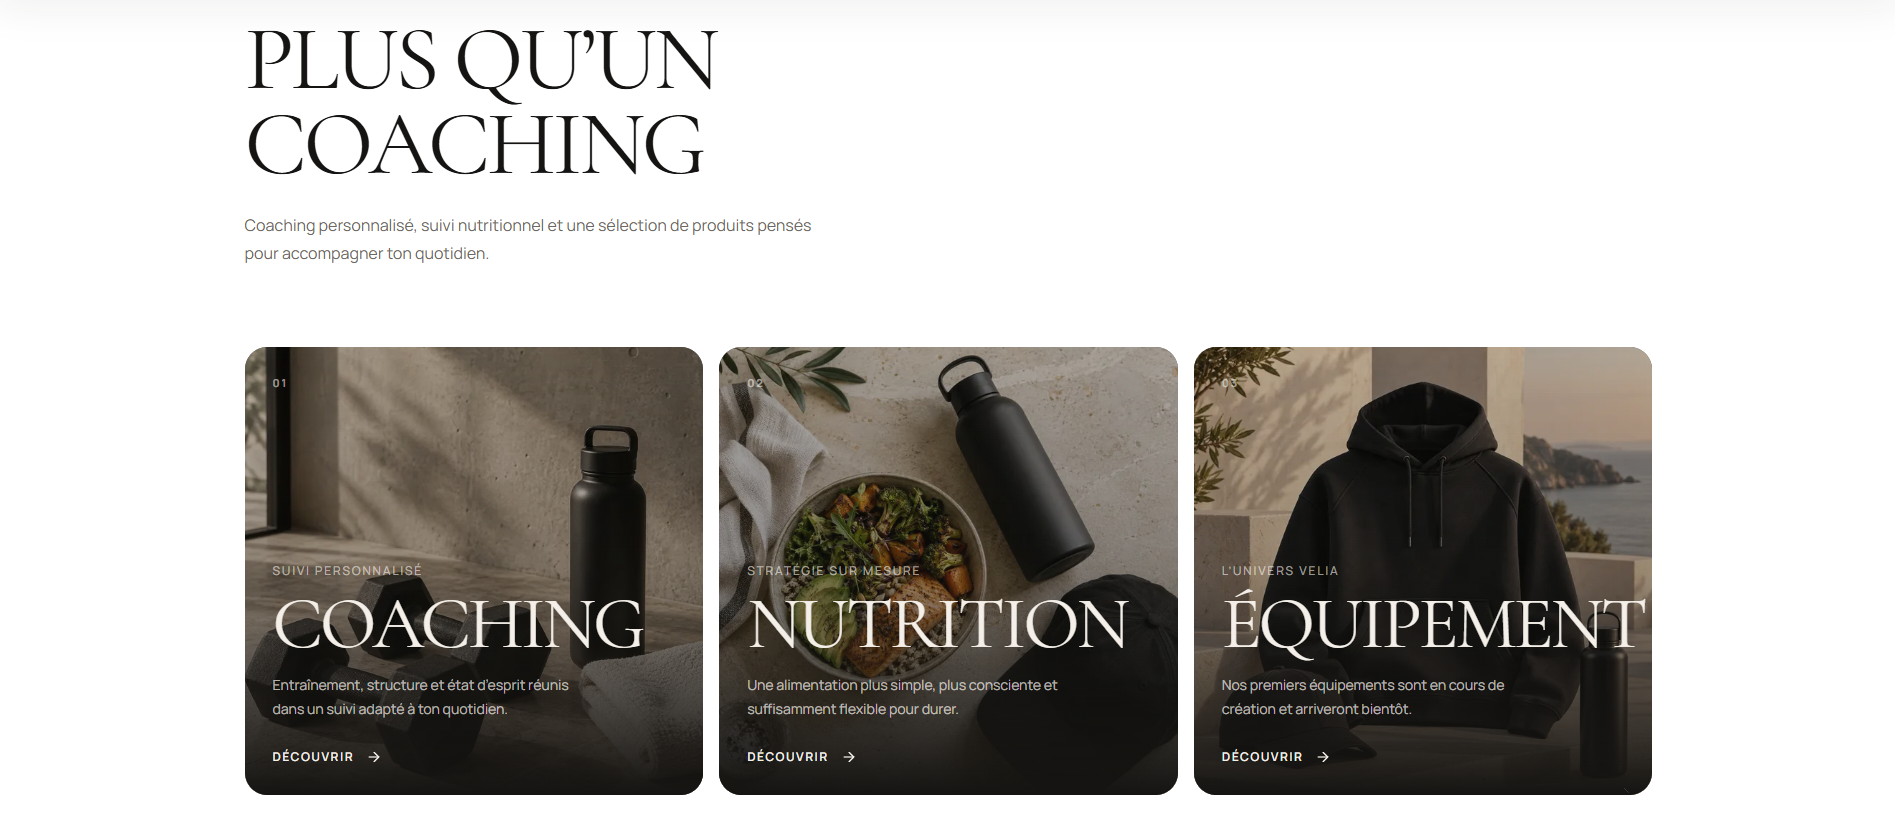 PLUS QU’UN
COACHING
Coaching personnalisé, suivi nutritionnel et une sélection de produits pensés
pour accompagner ton quotidien.
01
SUIVI PERSONNALISÉ
COACHING
Entraînement, structure et état d'esprit réunis
dans un suivi adapté à ton quotidien.
DÉCOUVRIR →
02
STRATÉGIE SUR MESURE
NUTRITION
Une alimentation plus simple, plus consciente et
suffisamment flexible pour durer.
DÉCOUVRIR →
03
L'UNIVERS VELIA
ÉQUIPEMENT
Nos premiers équipements sont en cours de
création et arriveront bientôt.
DÉCOUVRIR →